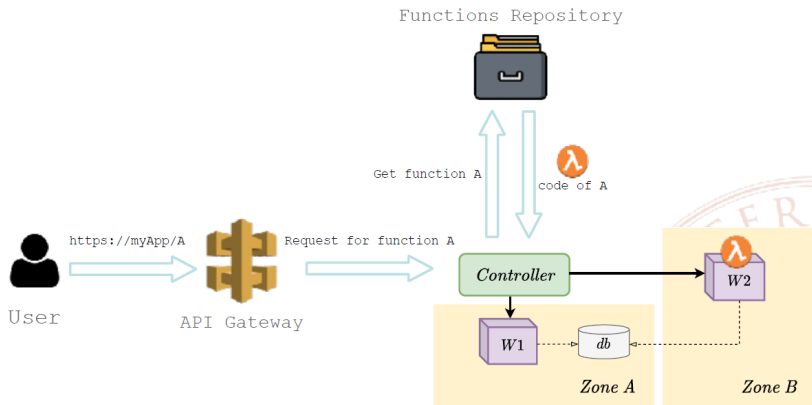 Functions Repository
Get function A
λ
code of A
https://myApp/A
Request for function A
λ
Controller
W2
User
API Gateway
W1
db
Zone A
Zone B